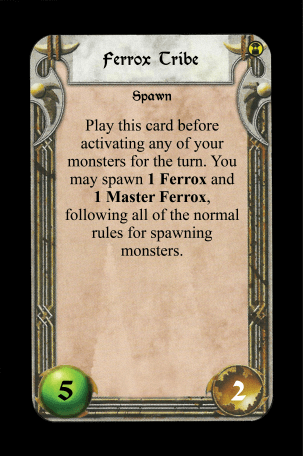 Ferrox Tribe
Spawn
Play this card before
activating any of your
monsters for the turn. You
may spawn 1 Ferrox and
1 Master Ferrox,
following all of the normal
rules for spawning
monsters.
5
2